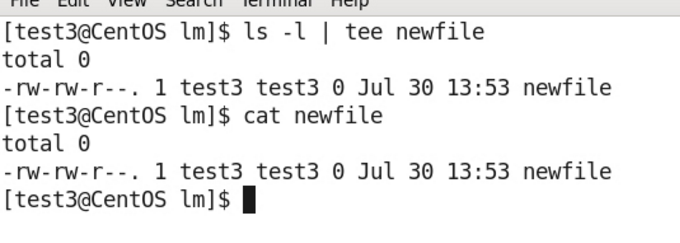 File Edit View Search Terminal Help
[test3@CentOS lm]$ ls -l | tee newfile
total 0
-rw-rw-r--. 1 test3 test3 0 Jul 30 13:53 newfile
[test3@CentOS lm]$ cat newfile
total 0
-rw-rw-r--. 1 test3 test3 0 Jul 30 13:53 newfile
[test3@CentOS lm]$